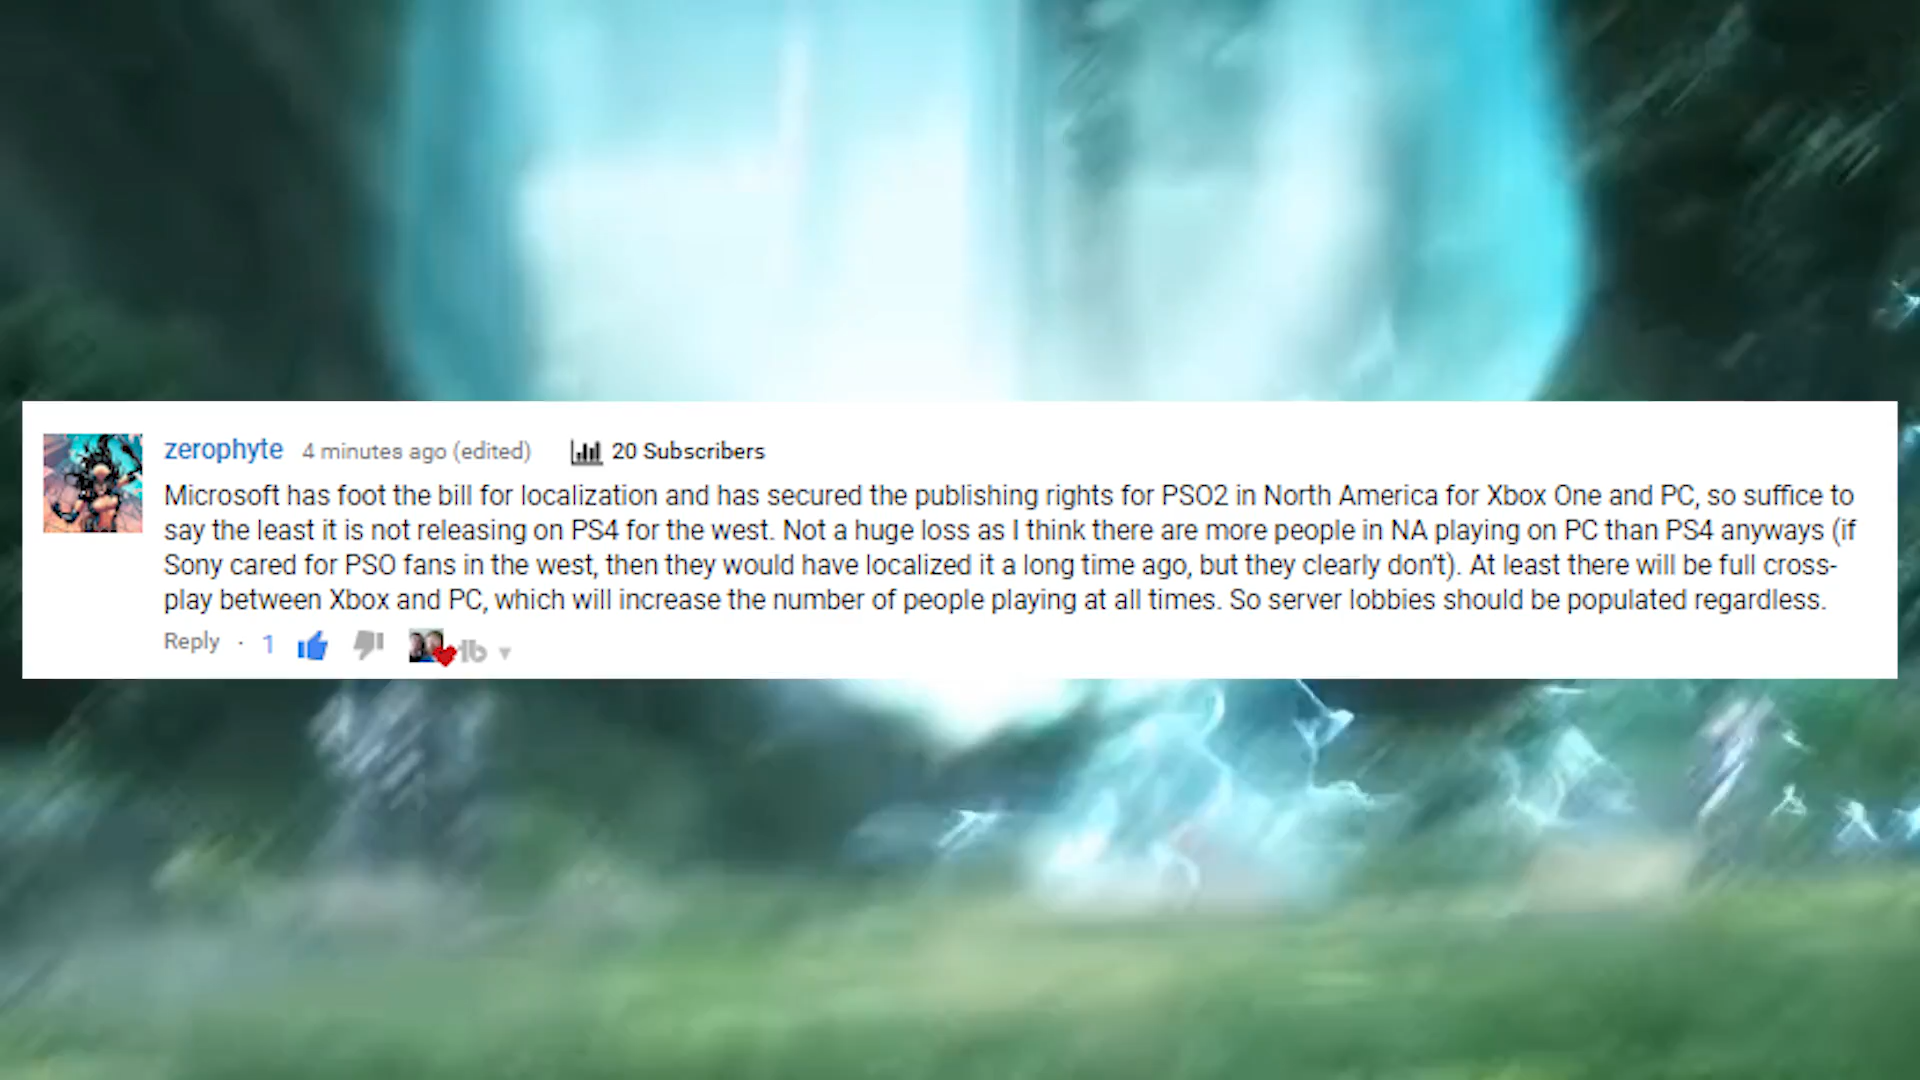 zerophyte 4 minutes ago (edited) 20 Subscribers
Microsoft has foot the bill for localization and has secured the publishing rights for PSO2 in North America for Xbox One and PC, so suffice to
say the least it is not releasing on PS4 for the west. Not a huge loss as I think there are more people in NA playing on PC than PS4 anyways (if
Sony cared for PSO fans in the west, then they would have localized it a long time ago, but they clearly don't). At least there will be full cross-
play between Xbox and PC, which will increase the number of people playing at all times. So server lobbies should be populated regardless.
Reply · 1